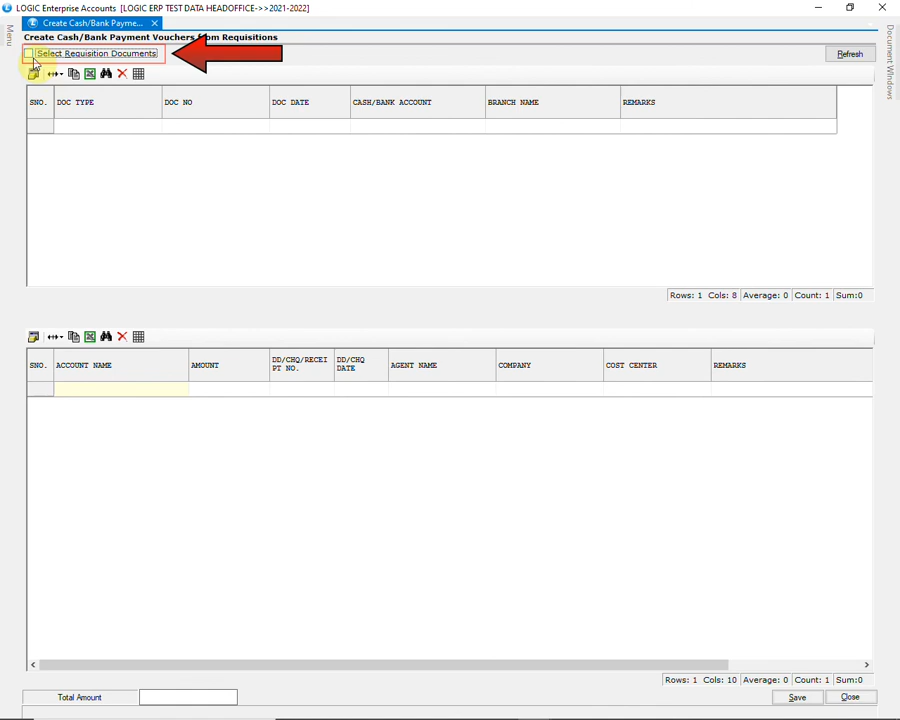 LOGIC Enterprise Accounts [LOGIC ERP TEST DATA HEADOFFICE->>2021-2022]
Menu
Create Cash/Bank Payme...
Document Windows
Create Cash/Bank Payment Vouchers from Requisitions
Select Requisition Documents
Refresh
SNO. DOC TYPE DOC NO DOC DATE CASH/BANK ACCOUNT BRANCH NAME REMARKS
Rows: 1 Cols: 8 Average: 0 Count: 1 Sum:0
SNO. ACCOUNT NAME AMOUNT DD/CHQ/RECEI DD/CHQ AGENT NAME COMPANY COST CENTER REMARKS
PT NO. DATE
Rows: 1 Cols: 10 Average: 0 Count: 1 Sum:0
Total Amount
Save Close